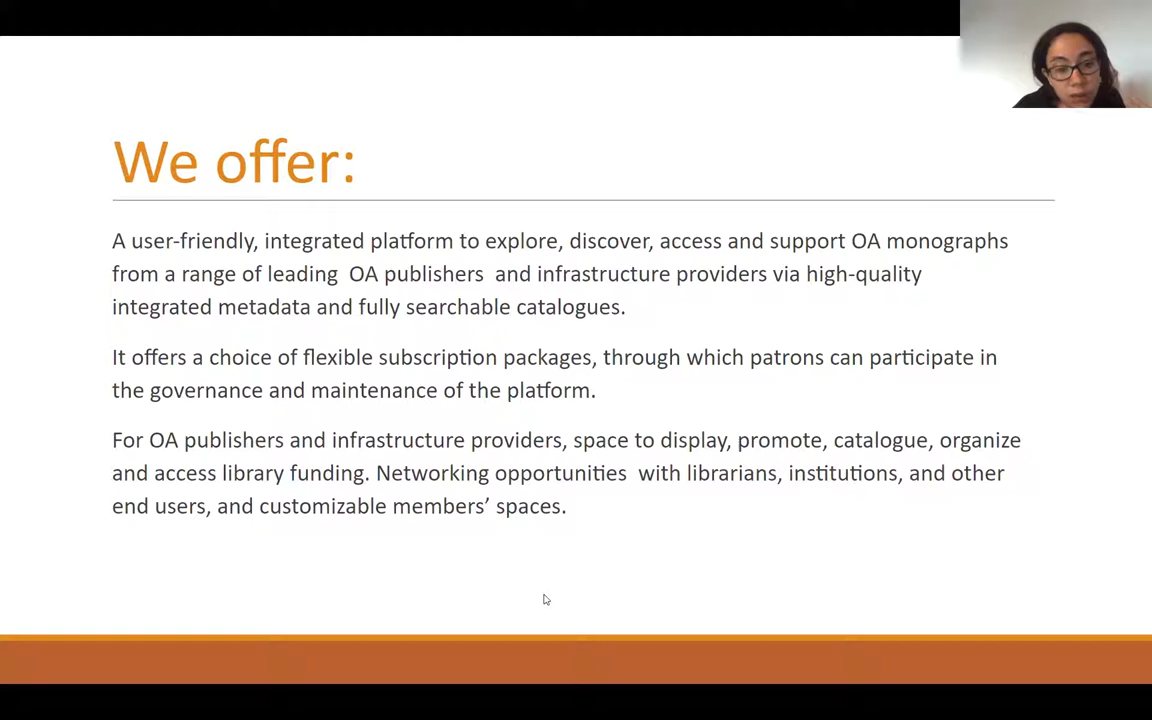 We offer:
A user-friendly, integrated platform to explore, discover, access and support OA monographs
from a range of leading  OA publishers  and infrastructure providers via high-quality
integrated metadata and fully searchable catalogues.
It offers a choice of flexible subscription packages, through which patrons can participate in
the governance and maintenance of the platform.
For OA publishers and infrastructure providers, space to display, promote, catalogue, organize
and access library funding. Networking opportunities  with librarians, institutions, and other
end users, and customizable members’ spaces.